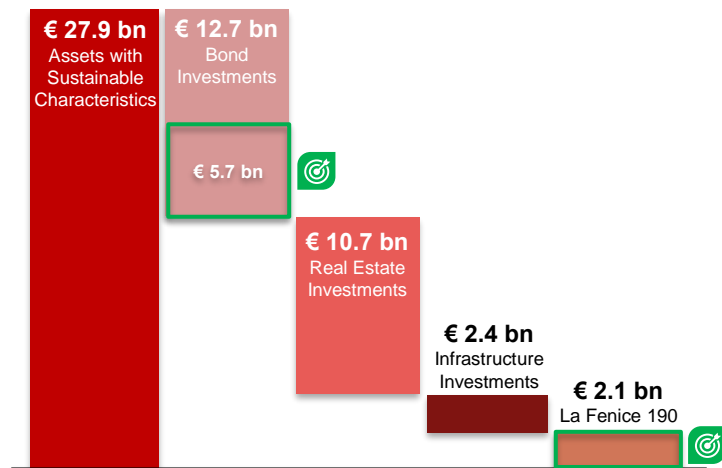 € 27.9 bn
Assets with
Sustainable
Characteristics
€ 12.7 bn
Bond
Investments
€ 5.7 bn
€ 10.7 bn
Real Estate
Investments
€ 2.4 bn
Infrastructure
Investments
€ 2.1 bn
La Fenice 190